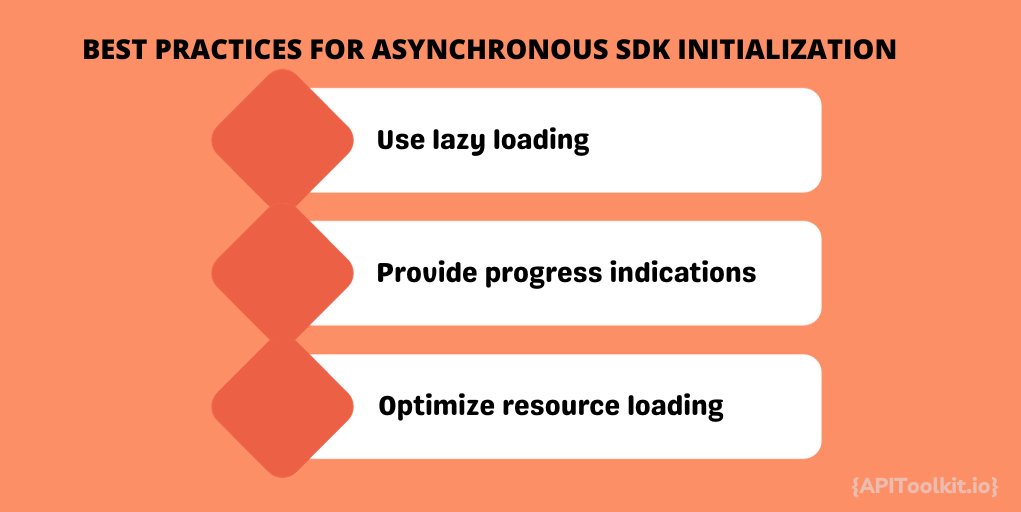 BEST PRACTICES FOR ASYNCHRONOUS SDK INITIALIZATION
Use lazy loading
Provide progress indications
Optimize resource loading
{APIToolkit.io}